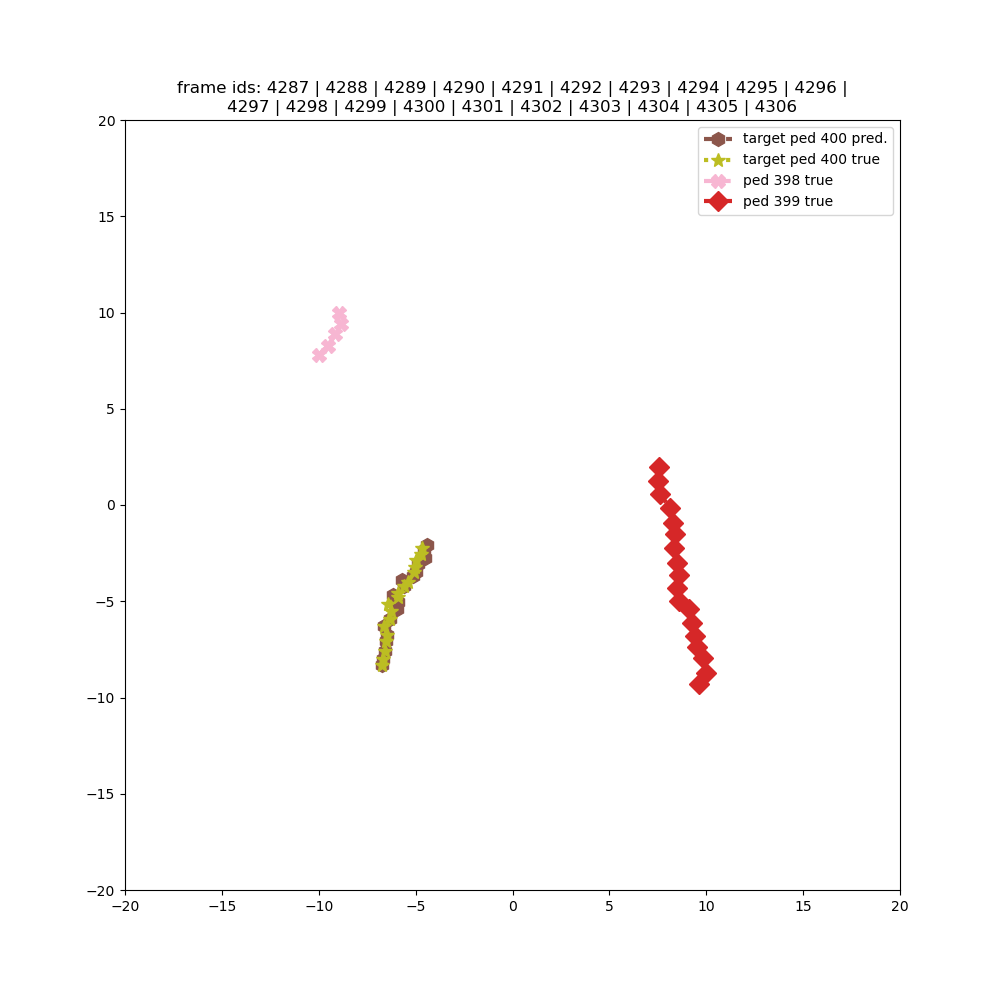 frame ids: 4287 | 4288 | 4289 | 4290 | 4291 | 4292 | 4293 | 4294 | 4295 | 4296 |
4297 | 4298 | 4299 | 4300 | 4301 | 4302 | 4303 | 4304 | 4305 | 4306
20
target ped 400 pred.
target ped 400 true
ped 398 true
ped 399 true
15
10
5
0
−5
−10
−15
−20
−20 −15 −10 −5 0 5 10 15 20